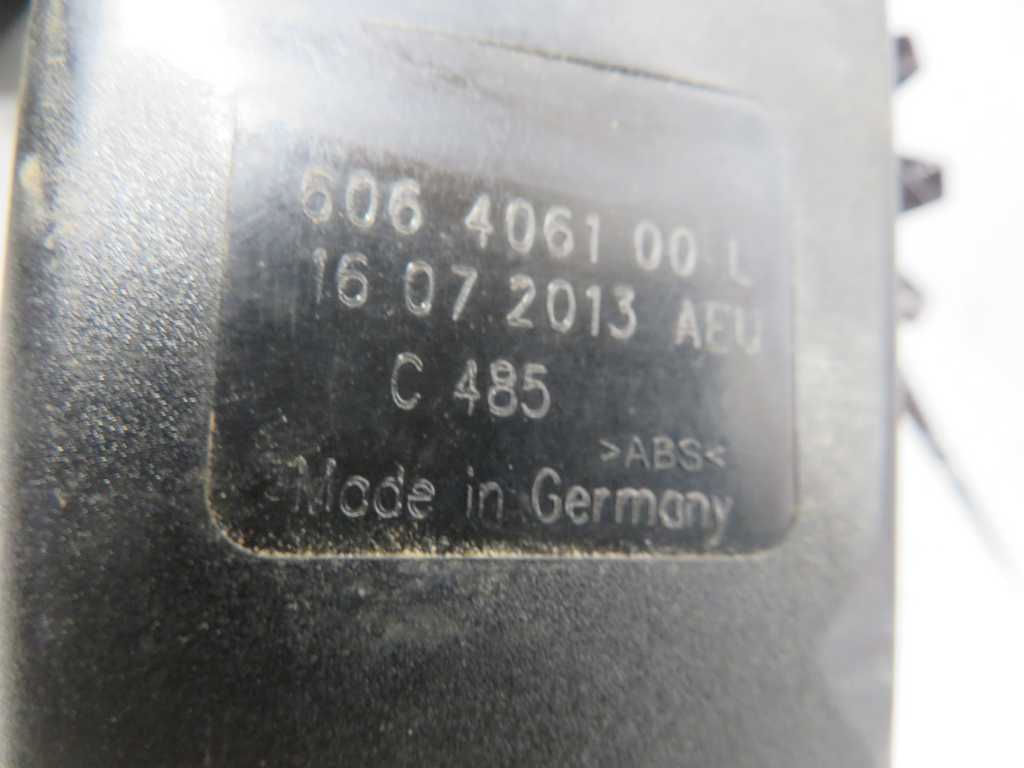 606 4061 00 L
16 07 2013 AEU
C 485
>ABS<
Made in Germany